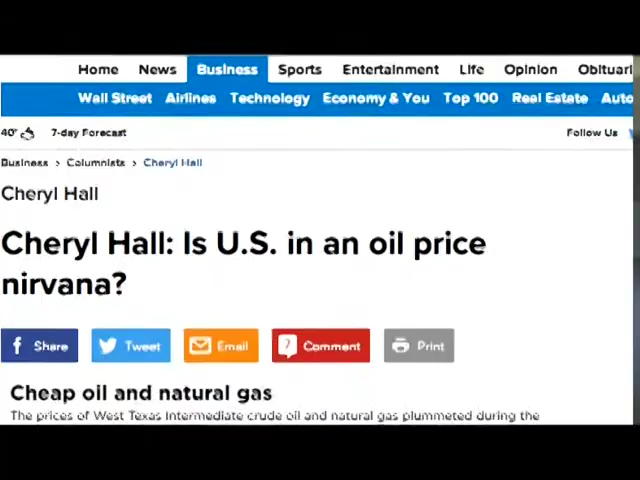 Home News Business Sports Entertainment Life Opinion Obituari
Wall Street Airlines Technology Economy & You Top 100 Real Estate Auto
40° 7-day Forecast Follow Us
Business > Columnists > Cheryl Hall
Cheryl Hall
Cheryl Hall: Is U.S. in an oil price
nirvana?
Share Tweet Email 7 Comment Print
Cheap oil and natural gas
The prices of West Texas Intermediate crude oil and natural gas plummeted during the